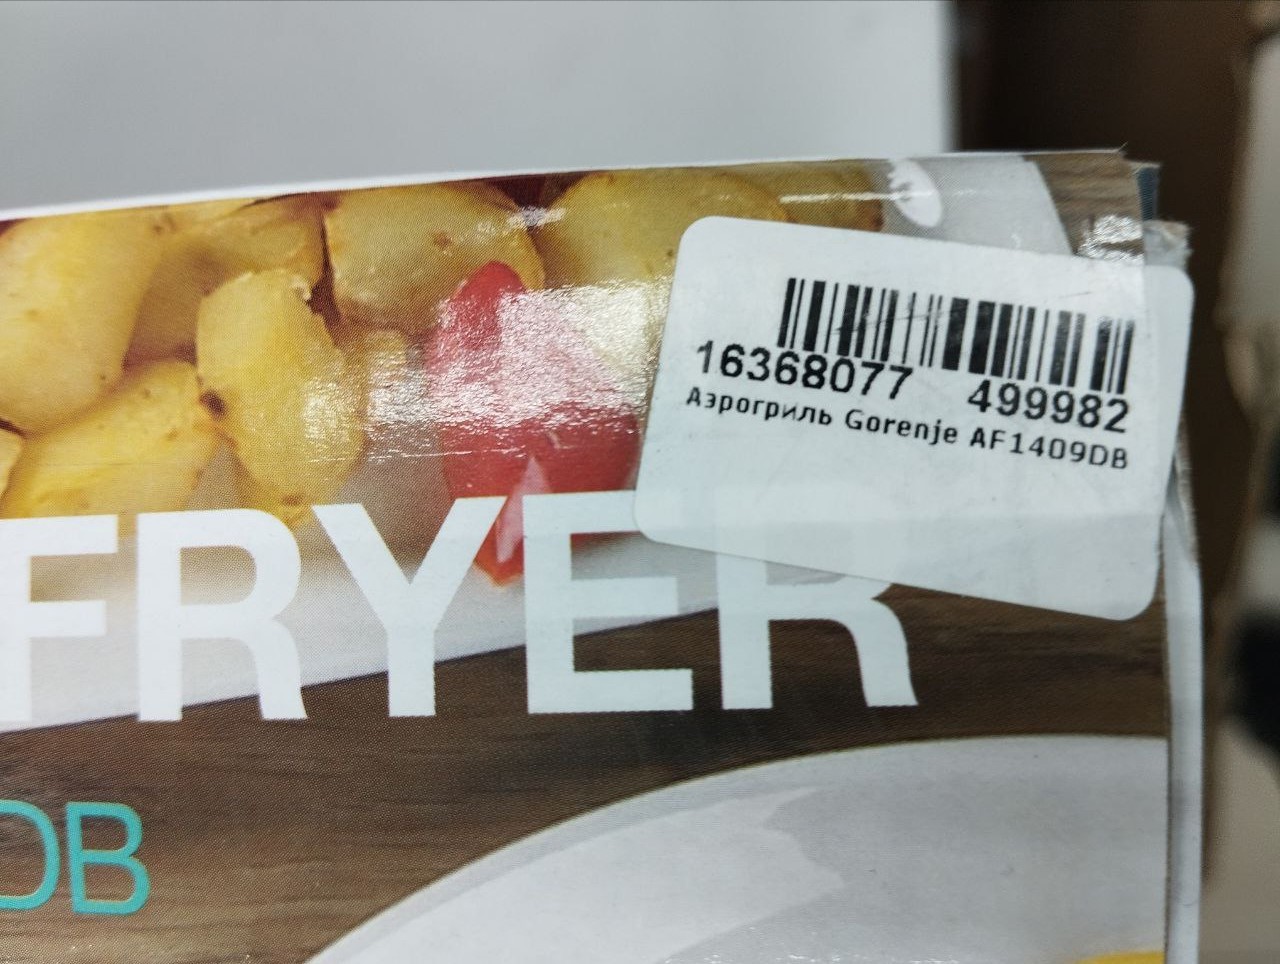 16368077 499982
Аэрогриль Gorenje AF1409DB
FRYER
DB